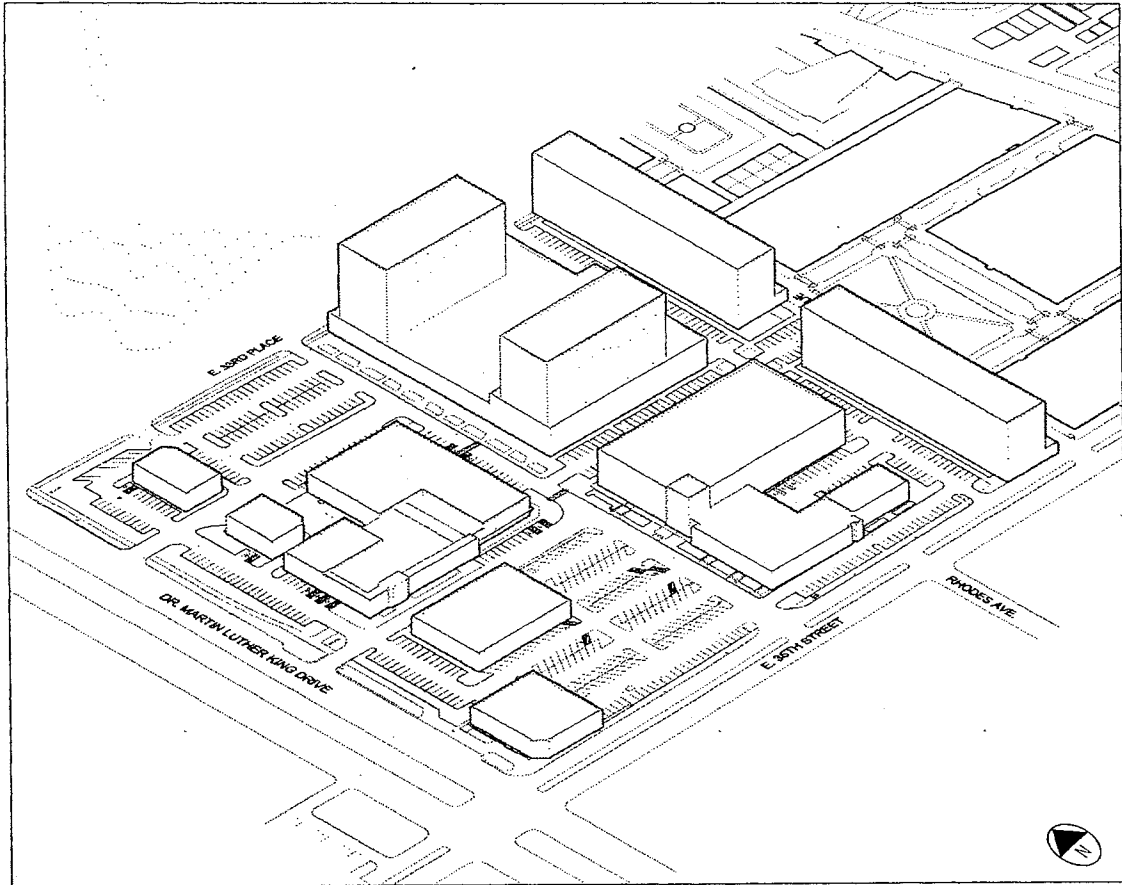 E. 33RD PLACE
DR. MARTIN LUTHER KING DRIVE
E. 35TH STREET
RHODES AVE
N